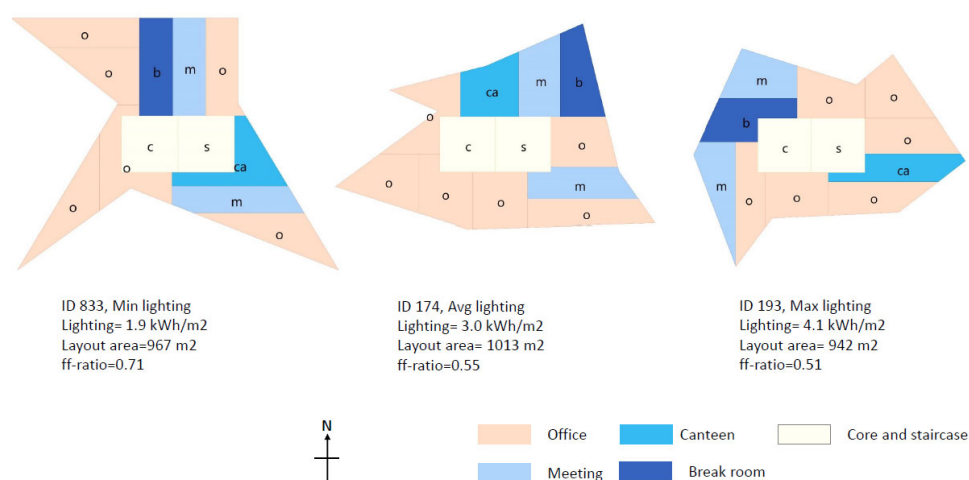 o
o
b
m
o
c
s
ca
o
o
m
o
ca
m
b
o
c
s
o
o
o
o
m
o
m
b
o
o
o
c
s
m
ca
o
o
o
ID 833, Min lighting
Lighting= 1.9 kWh/m2
Layout area=967 m2
ff-ratio=0.71
ID 174, Avg lighting
Lighting= 3.0 kWh/m2
Layout area= 1013 m2
ff-ratio=0.55
ID 193, Max lighting
Lighting= 4.1 kWh/m2
Layout area= 942 m2
ff-ratio=0.51
N
Office
Canteen
Core and staircase
Meeting
Break room